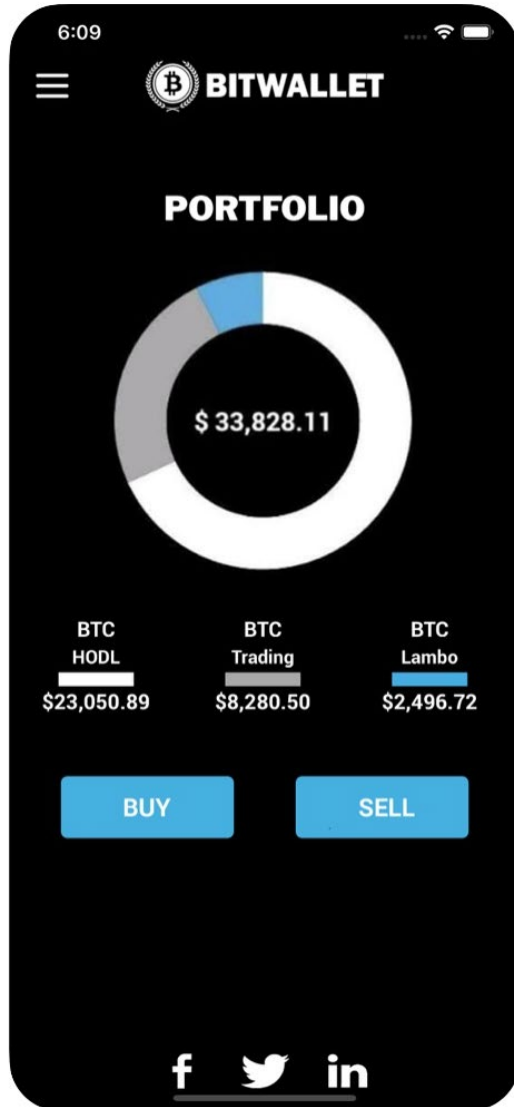 6:09
BITWALLET
PORTFOLIO
$ 33,828.11
BTC BTC BTC
HODL Trading Lambo
$23,050.89 $8,280.50 $2,496.72
BUY SELL
f in